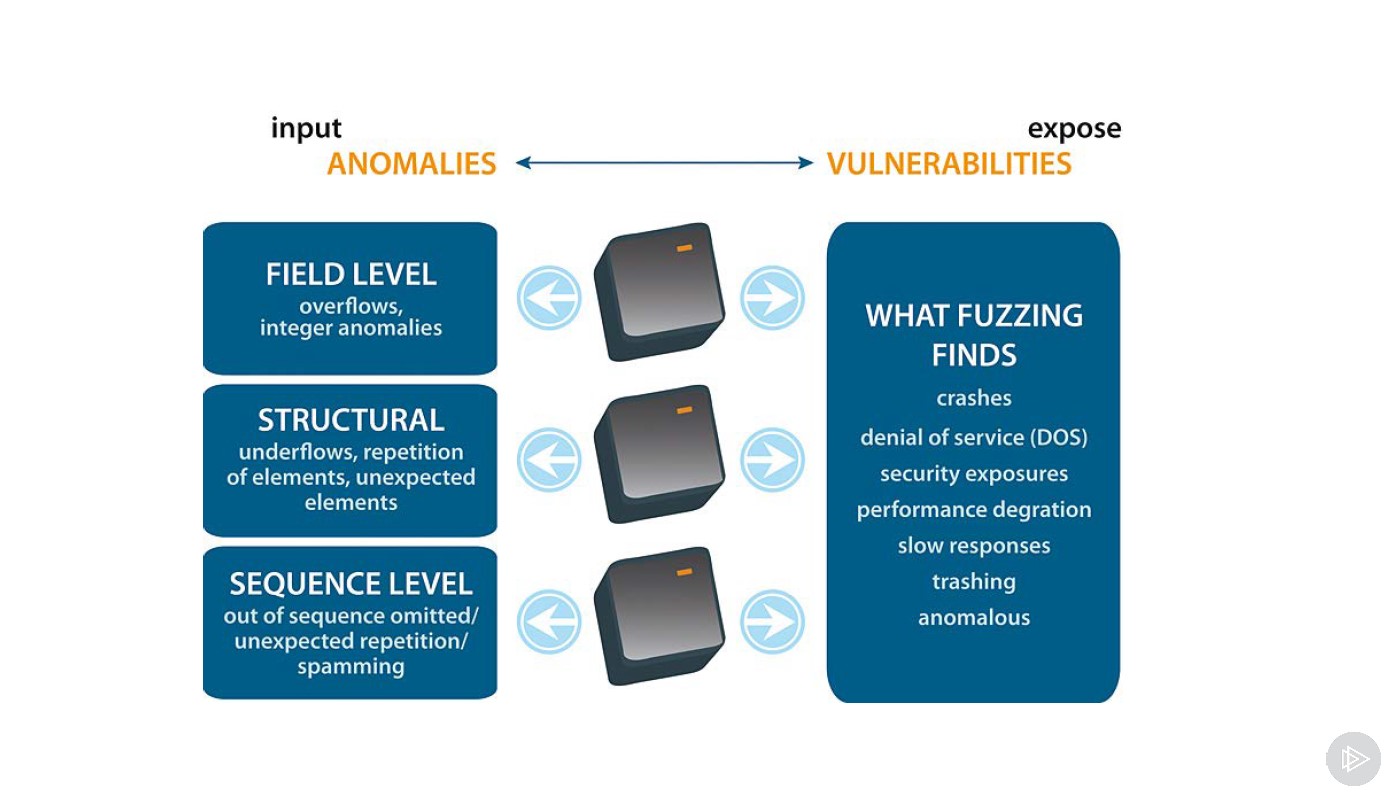 input
ANOMALIES
expose
VULNERABILITIES
FIELD LEVEL
overflows,
integer anomalies
STRUCTURAL
underflows, repetition
of elements, unexpected
elements
SEQUENCE LEVEL
out of sequence omitted/
unexpected repetition/
spamming
WHAT FUZZING
FINDS
crashes
denial of service (DOS)
security exposures
performance degration
slow responses
trashing
anomalous